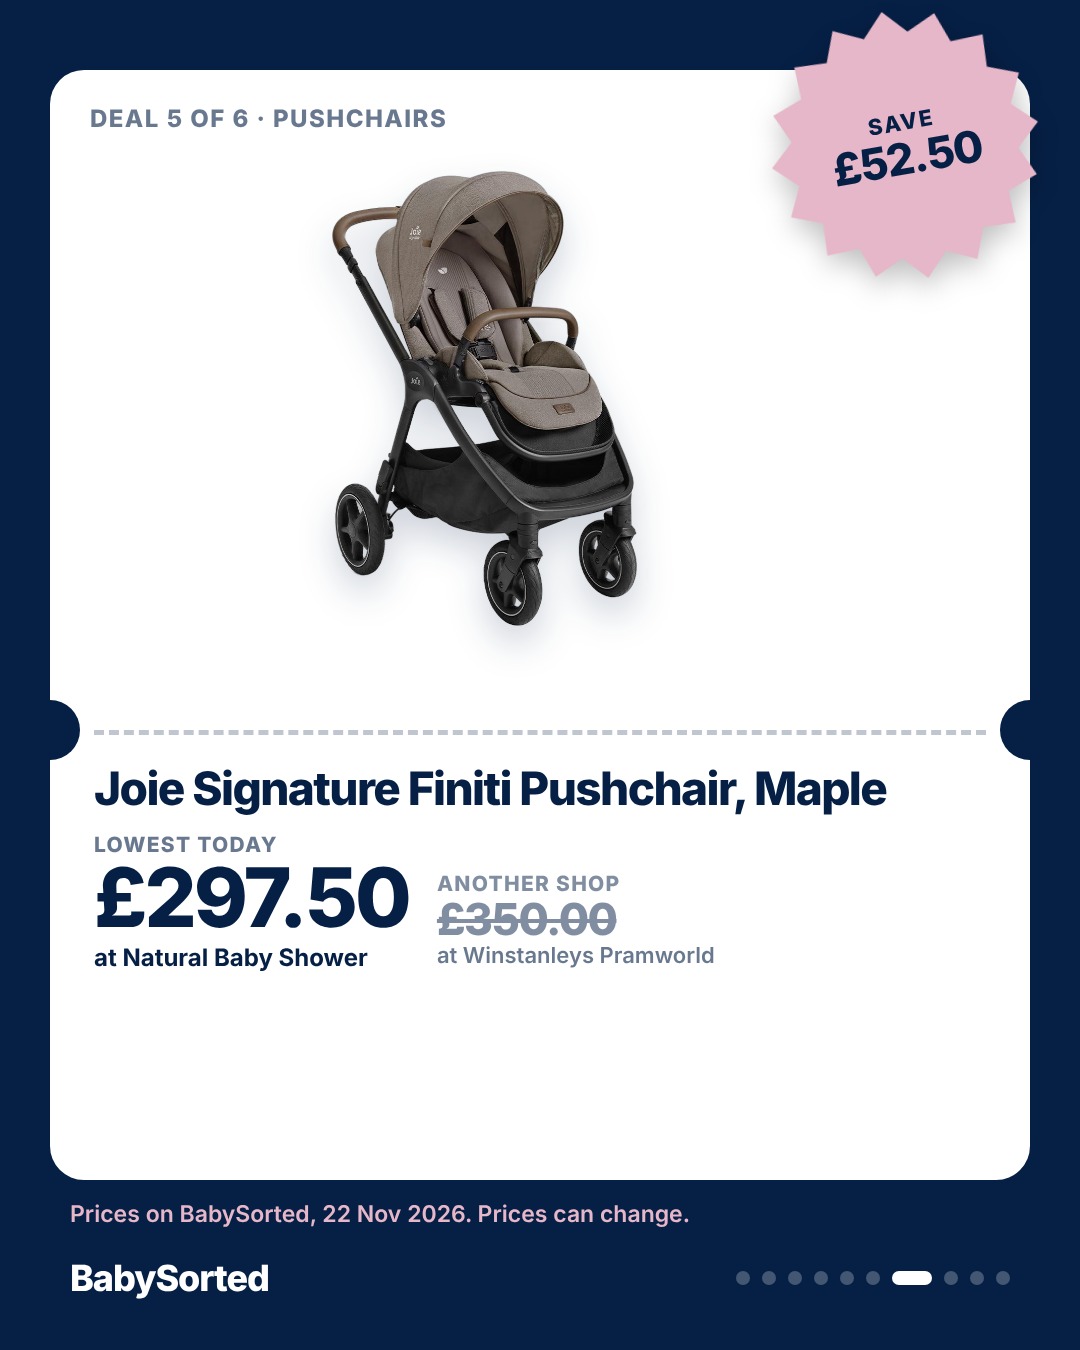 DEAL 5 OF 6 · PUSHCHAIRS
SAVE
£52.50
Joie
Joie
Joie Signature Finiti Pushchair, Maple
LOWEST TODAY
£297.50
at Natural Baby Shower
ANOTHER SHOP
£350.00
at Winstanleys Pramworld
Prices on BabySorted, 22 Nov 2026. Prices can change.
BabySorted